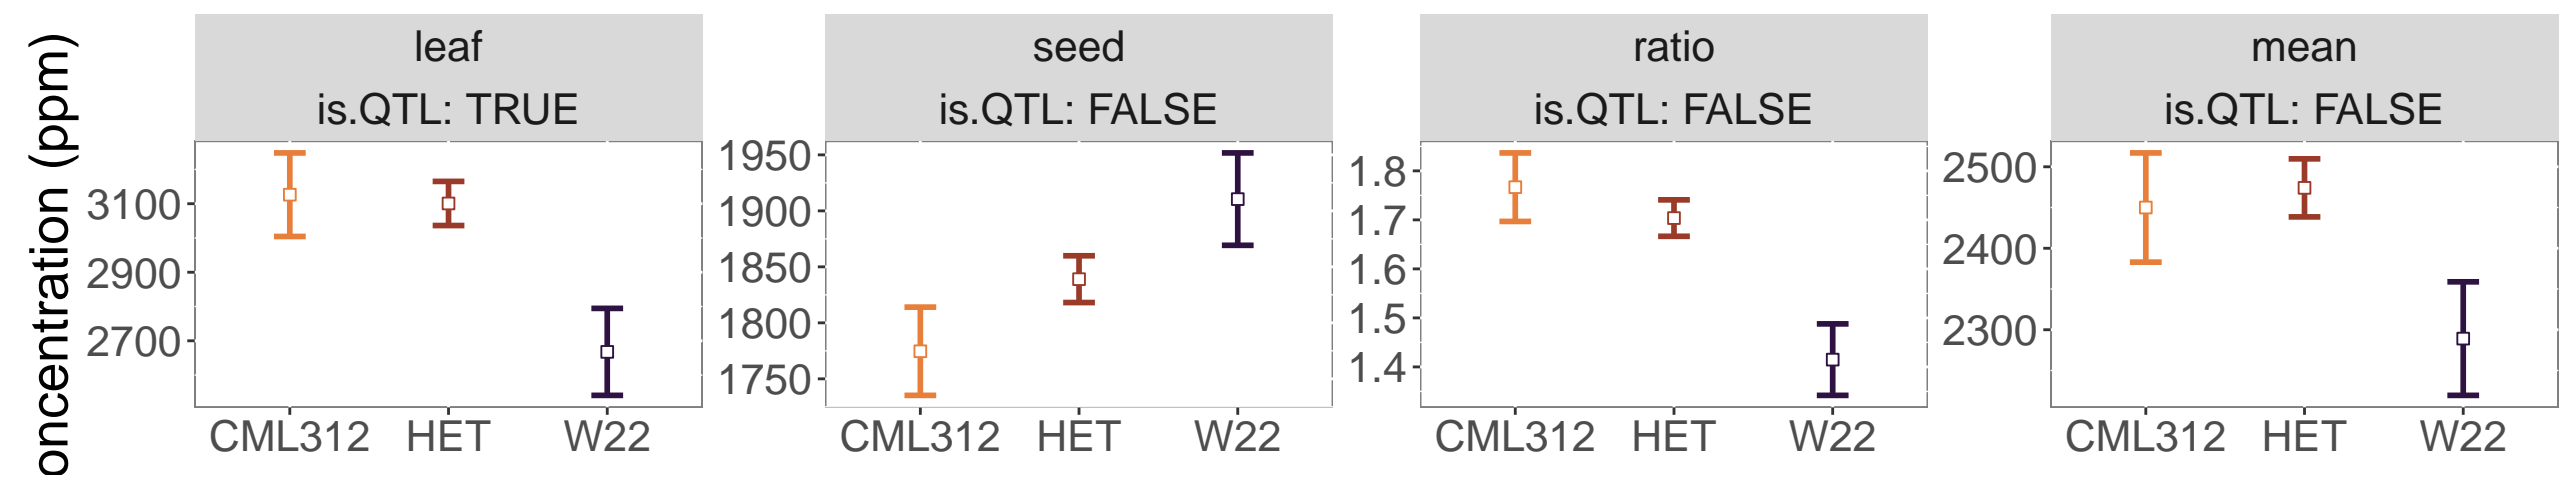 oncentration (ppm)
leaf
is.QTL: TRUE
3100
2900
2700
CML312 HET W22
seed
is.QTL: FALSE
1950
1900
1850
1800
1750
CML312 HET W22
ratio
is.QTL: FALSE
1.8
1.7
1.6
1.5
1.4
CML312 HET W22
mean
is.QTL: FALSE
2500
2400
2300
CML312 HET W22